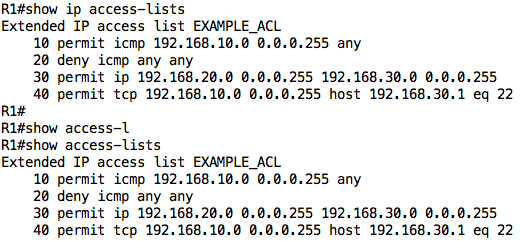 R1#show ip access-lists
Extended IP access list EXAMPLE_ACL
    10 permit icmp 192.168.10.0 0.0.0.255 any
    20 deny icmp any any
    30 permit ip 192.168.20.0 0.0.0.255 192.168.30.0 0.0.0.255
    40 permit tcp 192.168.10.0 0.0.0.255 host 192.168.30.1 eq 22
R1#
R1#show access-l
R1#show access-lists
Extended IP access list EXAMPLE_ACL
    10 permit icmp 192.168.10.0 0.0.0.255 any
    20 deny icmp any any
    30 permit ip 192.168.20.0 0.0.0.255 192.168.30.0 0.0.0.255
    40 permit tcp 192.168.10.0 0.0.0.255 host 192.168.30.1 eq 22